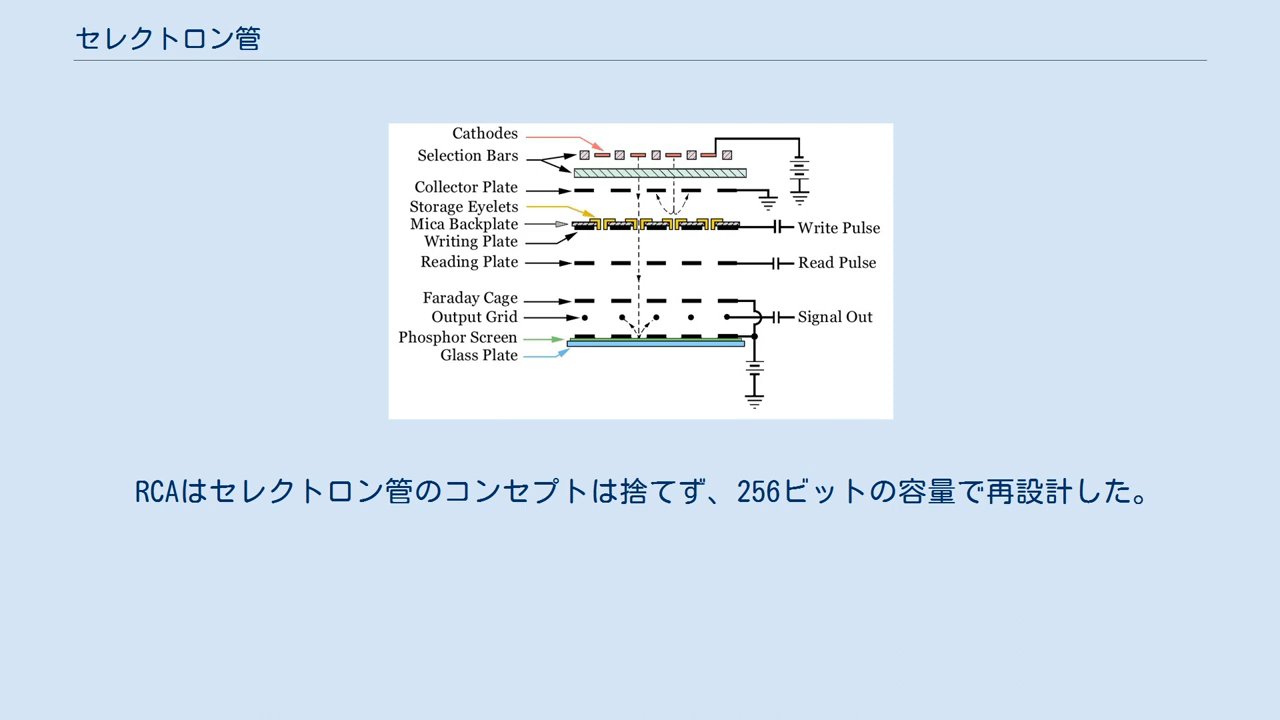 セレクトロン管
Cathodes
Selection Bars
Collector Plate
Storage Eyelets
Mica Backplate
Writing Plate
Write Pulse
Reading Plate
Read Pulse
Faraday Cage
Output Grid
Signal Out
Phosphor Screen
Glass Plate
RCAはセレクトロン管のコンセプトは捨てず、256ビットの容量で再設計した。